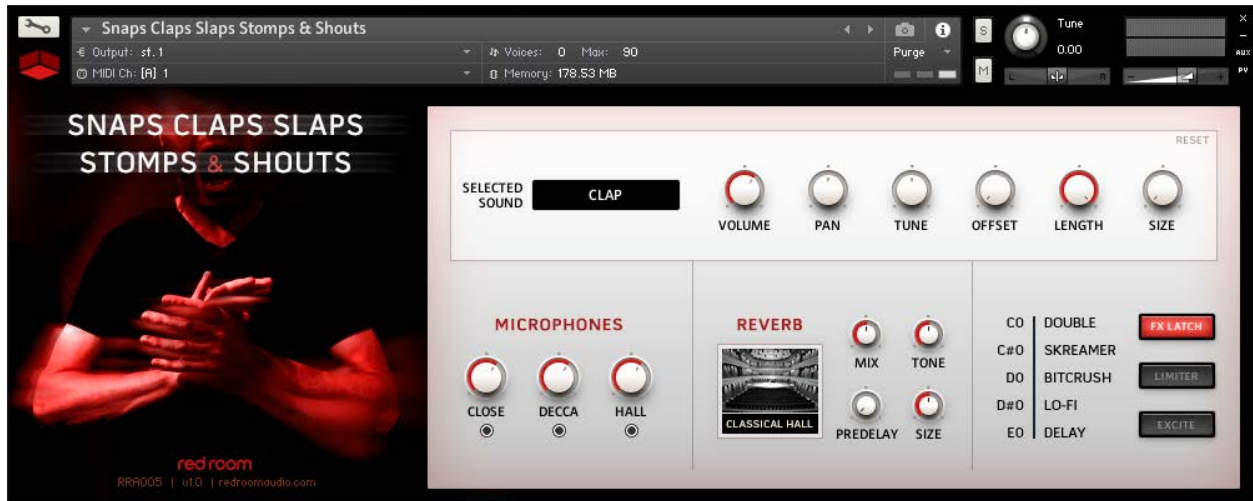 Snaps Claps Slaps Stomps & Shouts
Output: st.1
Voices: 0 Max: 90
Purge
MIDI Ch: [A] 1
Memory: 178.53 MB
S
M
Tune
0.00
L R
- +
×
–
AUX
PV
SNAPS CLAPS SLAPS
STOMPS & SHOUTS
red room
RRA005 | v1.0 | redroomaudio.com
RESET
SELECTED
SOUND
CLAP
VOLUME PAN TUNE OFFSET LENGTH SIZE
MICROPHONES
CLOSE DECCA HALL
REVERB
CLASSICAL HALL
MIX TONE
PREDELAY SIZE
C0 DOUBLE
C#0 SKREAMER
D0 BITCRUSH
D#0 LO-FI
E0 DELAY
FX LATCH
LIMITER
EXCITE